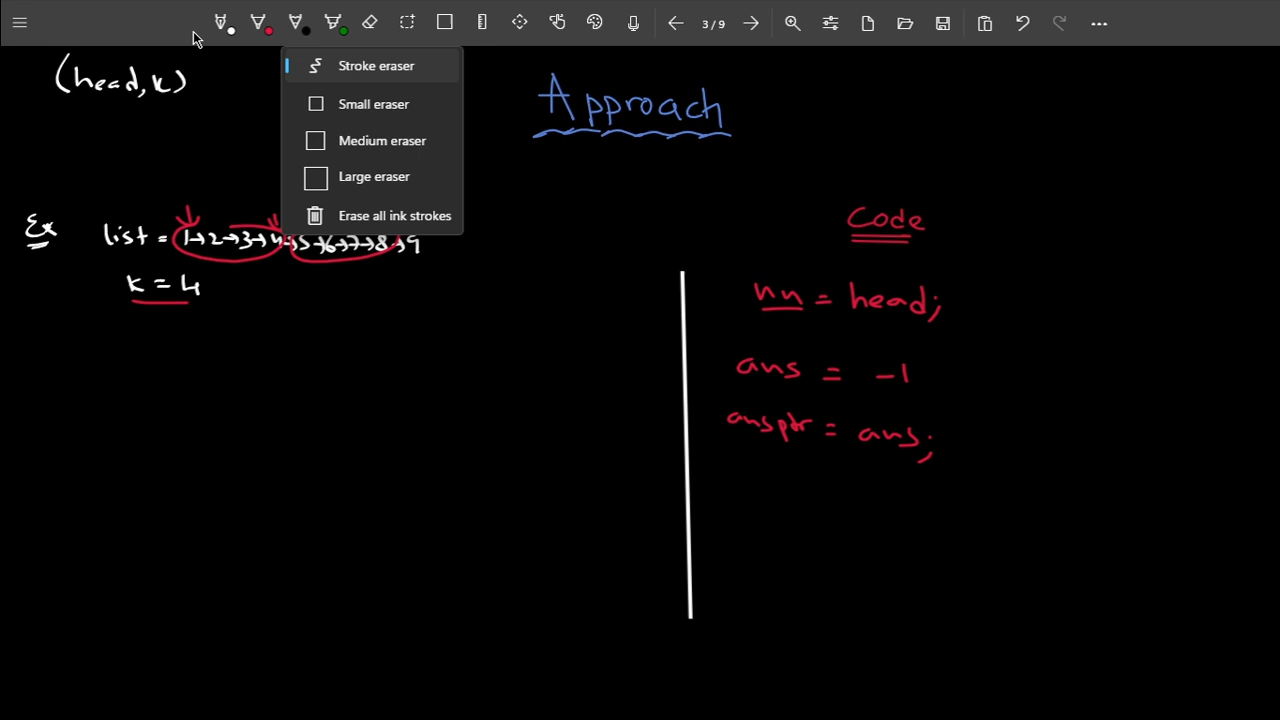 3 / 9
Stroke eraser
Small eraser
Medium eraser
Large eraser
Erase all ink strokes
(head, k)
Approach
Ex
list = 1→2→3→4→5→6→7→8→9
k = 4
Code
nn = head;
ans = -1
ansptr = ans;